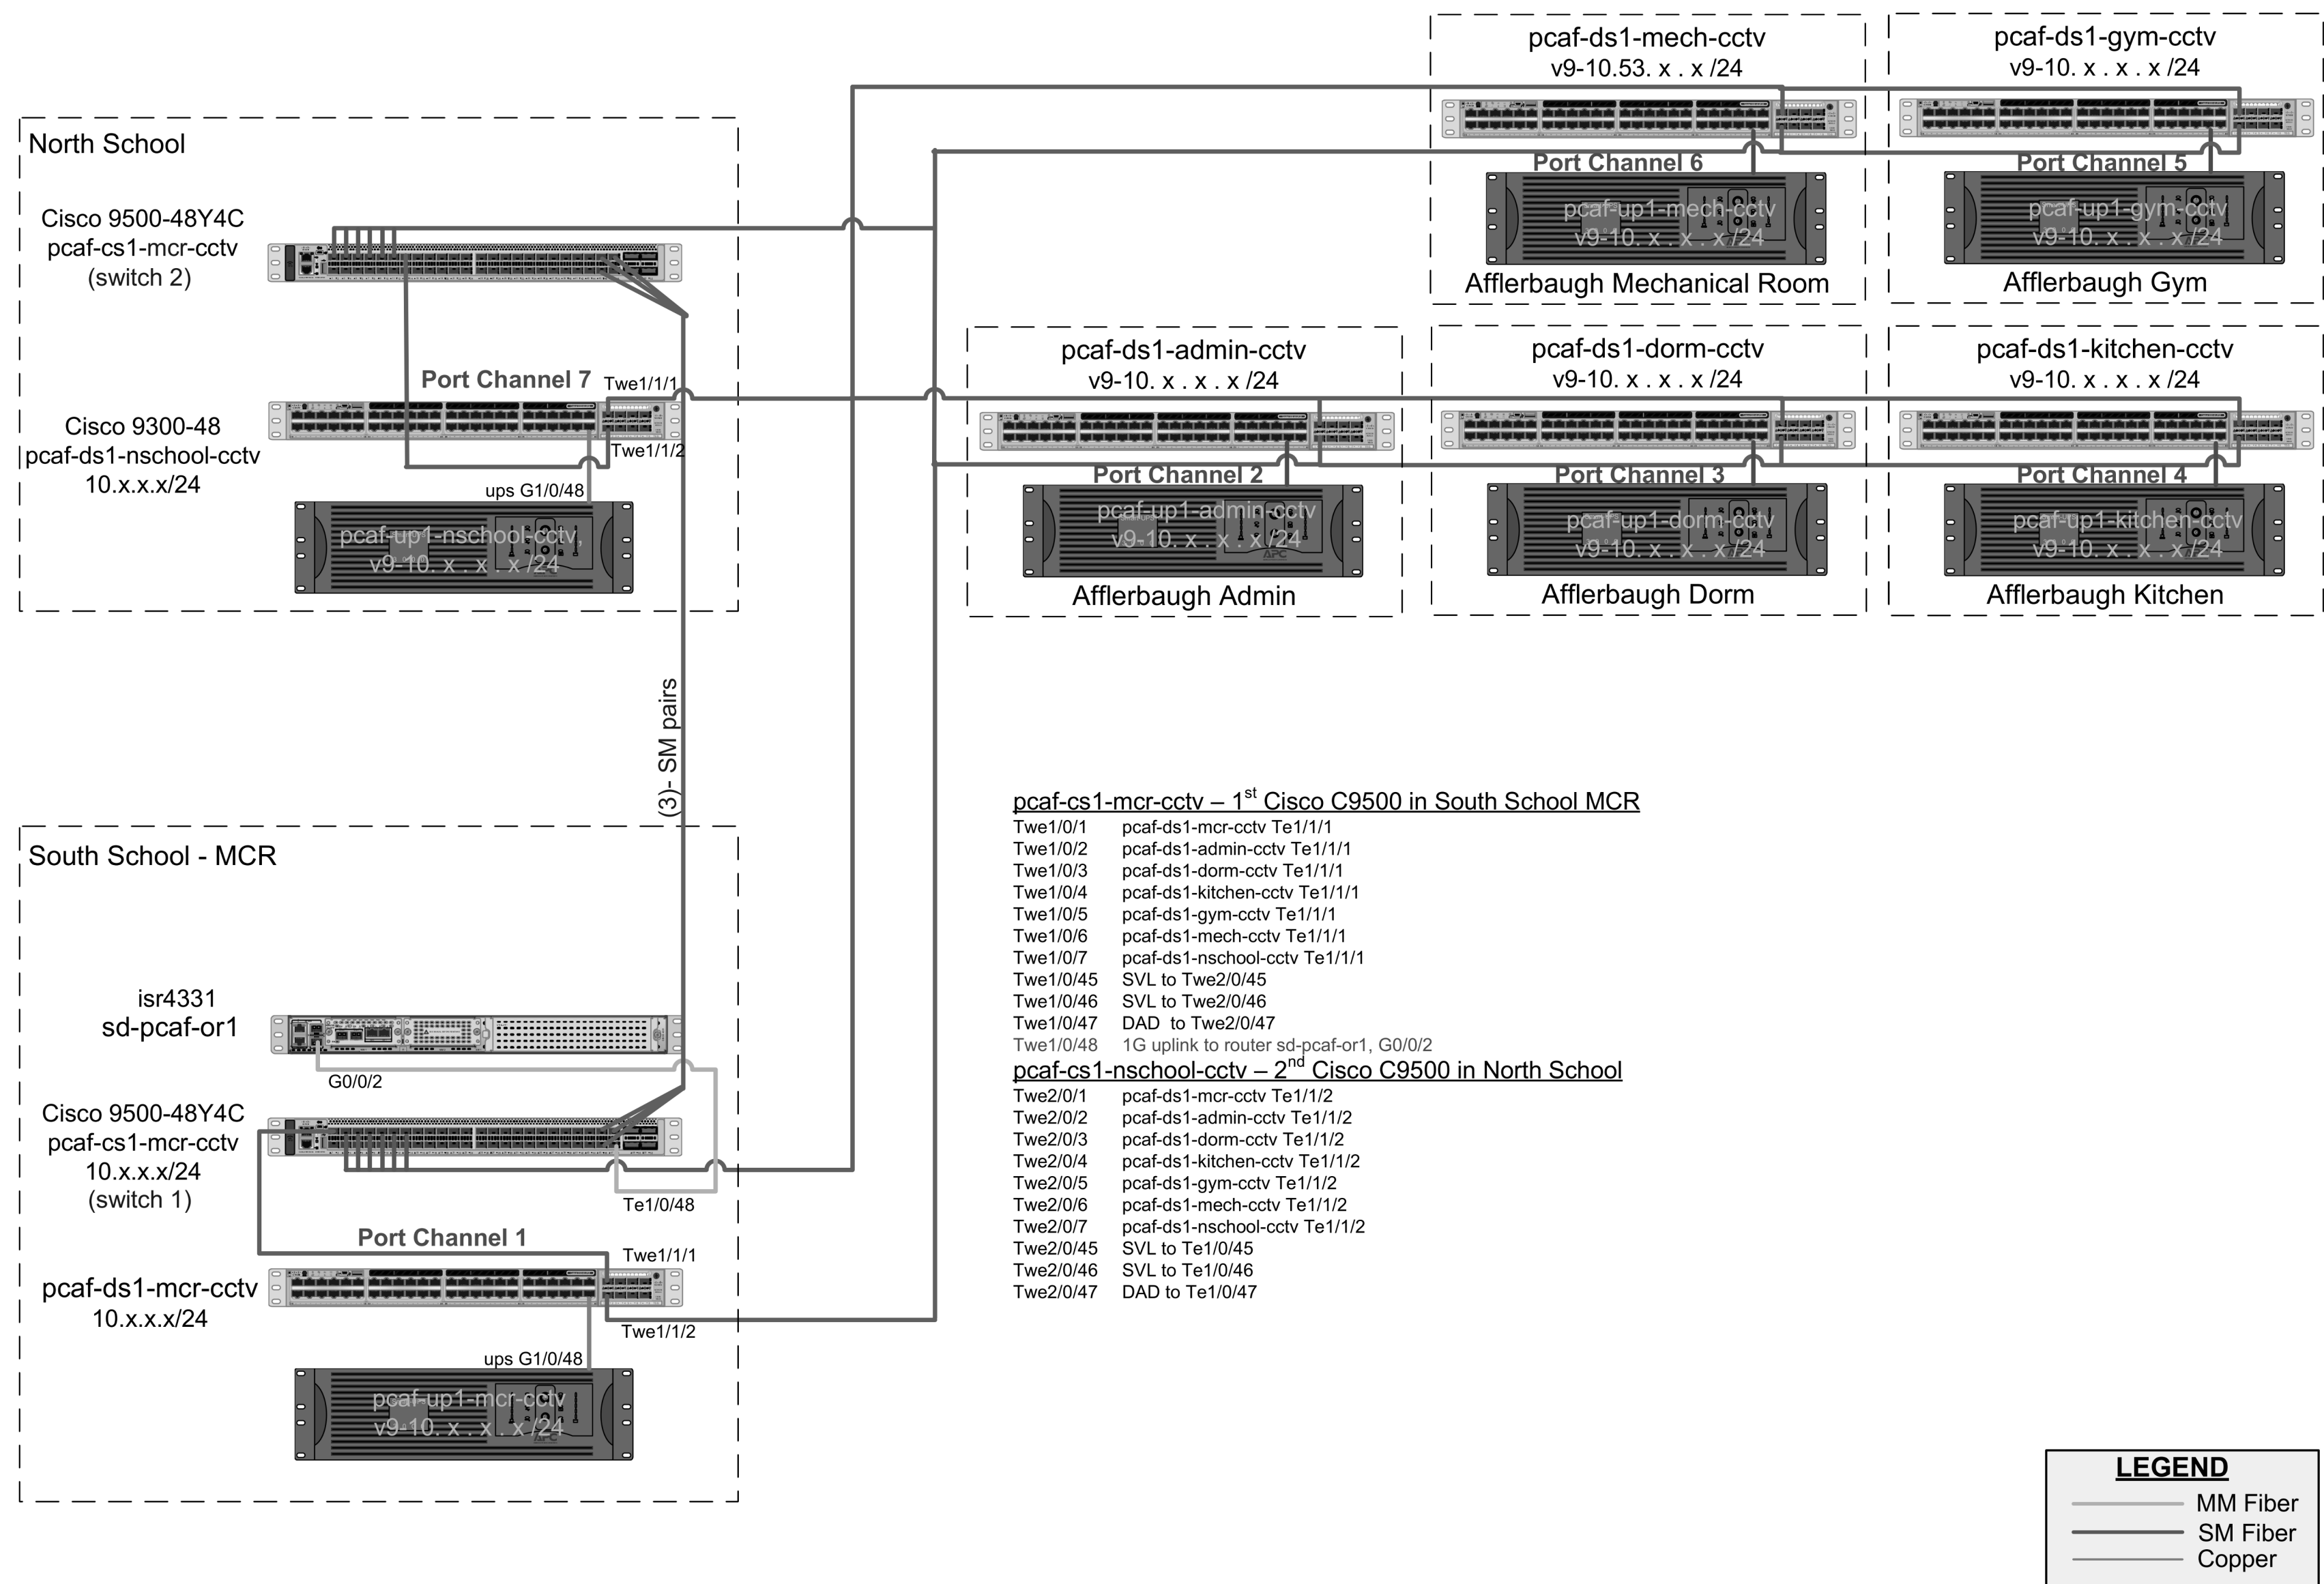 pcaf-ds1-mech-cctv
v9-10.53. x . x /24
Port Channel 6
pcaf-up1-mech-cctv
v9-10. x . x . x /24
Afflerbaugh Mechanical Room
pcaf-ds1-gym-cctv
v9-10. x . x . x /24
Port Channel 5
pcaf-up1-gym-cctv
v9-10. x . x . x /24
Afflerbaugh Gym
North School
Cisco 9500-48Y4C
pcaf-cs1-mcr-cctv
(switch 2)
Port Channel 7
Twe1/1/1
Cisco 9300-48
pcaf-ds1-nschool-cctv
10.x.x.x/24
Twe1/1/2
ups G1/0/48
pcaf-up1-nschool-cctv,
v9-10. x . x . x /24
pcaf-ds1-admin-cctv
v9-10. x . x . x /24
Port Channel 2
pcaf-up1-admin-cctv
v9-10. x . x . x /24
APC
Afflerbaugh Admin
pcaf-ds1-dorm-cctv
v9-10. x . x . x /24
Port Channel 3
pcaf-up1-dorm-cctv
v9-10. x . x . x /24
Afflerbaugh Dorm
pcaf-ds1-kitchen-cctv
v9-10. x . x . x /24
Port Channel 4
pcaf-up1-kitchen-cctv
v9-10. x . x . x /24
Afflerbaugh Kitchen
(3)- SM pairs
South School - MCR
isr4331
sd-pcaf-or1
G0/0/2
Cisco 9500-48Y4C
pcaf-cs1-mcr-cctv
10.x.x.x/24
(switch 1)
Te1/0/48
Port Channel 1
Twe1/1/1
pcaf-ds1-mcr-cctv
10.x.x.x/24
Twe1/1/2
ups G1/0/48
pcaf-up1-mcr-cctv
v9-10. x . x . x /24
APC
pcaf-cs1-mcr-cctv – 1st Cisco C9500 in South School MCR
Twe1/0/1 pcaf-ds1-mcr-cctv Te1/1/1
Twe1/0/2 pcaf-ds1-admin-cctv Te1/1/1
Twe1/0/3 pcaf-ds1-dorm-cctv Te1/1/1
Twe1/0/4 pcaf-ds1-kitchen-cctv Te1/1/1
Twe1/0/5 pcaf-ds1-gym-cctv Te1/1/1
Twe1/0/6 pcaf-ds1-mech-cctv Te1/1/1
Twe1/0/7 pcaf-ds1-nschool-cctv Te1/1/1
Twe1/0/45 SVL to Twe2/0/45
Twe1/0/46 SVL to Twe2/0/46
Twe1/0/47 DAD to Twe2/0/47
Twe1/0/48 1G uplink to router sd-pcaf-or1, G0/0/2
pcaf-cs1-nschool-cctv – 2nd Cisco C9500 in North School
Twe2/0/1 pcaf-ds1-mcr-cctv Te1/1/2
Twe2/0/2 pcaf-ds1-admin-cctv Te1/1/2
Twe2/0/3 pcaf-ds1-dorm-cctv Te1/1/2
Twe2/0/4 pcaf-ds1-kitchen-cctv Te1/1/2
Twe2/0/5 pcaf-ds1-gym-cctv Te1/1/2
Twe2/0/6 pcaf-ds1-mech-cctv Te1/1/2
Twe2/0/7 pcaf-ds1-nschool-cctv Te1/1/2
Twe2/0/45 SVL to Te1/0/45
Twe2/0/46 SVL to Te1/0/46
Twe2/0/47 DAD to Te1/0/47
LEGEND
MM Fiber
SM Fiber
Copper